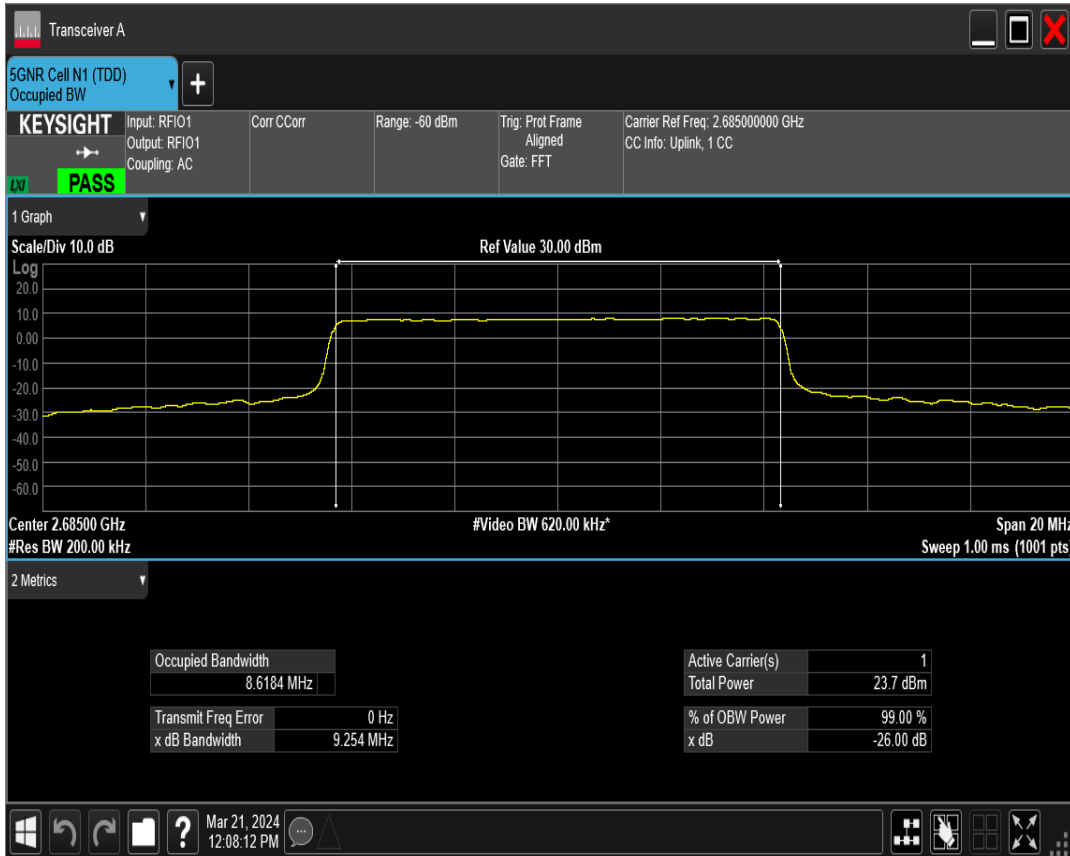 Transceiver A
5GNR Cell N1 (TDD)
Occupied BW
KEYSIGHT
LXI
PASS
Input: RFIO1
Output: RFIO1
Coupling: AC
Corr CCorr
Range: -60 dBm
Trig: Prot Frame
Aligned
Gate: FFT
Carrier Ref Freq: 2.685000000 GHz
CC Info: Uplink, 1 CC
1 Graph
Scale/Div 10.0 dB
Ref Value 30.00 dBm
Log
20.0
10.0
0.00
-10.0
-20.0
-30.0
-40.0
-50.0
-60.0
Center 2.68500 GHz
#Video BW 620.00 kHz*
Span 20 MHz
#Res BW 200.00 kHz
Sweep 1.00 ms (1001 pts)
2 Metrics
Occupied Bandwidth
8.6184 MHz
Transmit Freq Error 0 Hz
x dB Bandwidth 9.254 MHz
Active Carrier(s) 1
Total Power 23.7 dBm
% of OBW Power 99.00 %
x dB -26.00 dB
?
Mar 21, 2024
12:08:12 PM